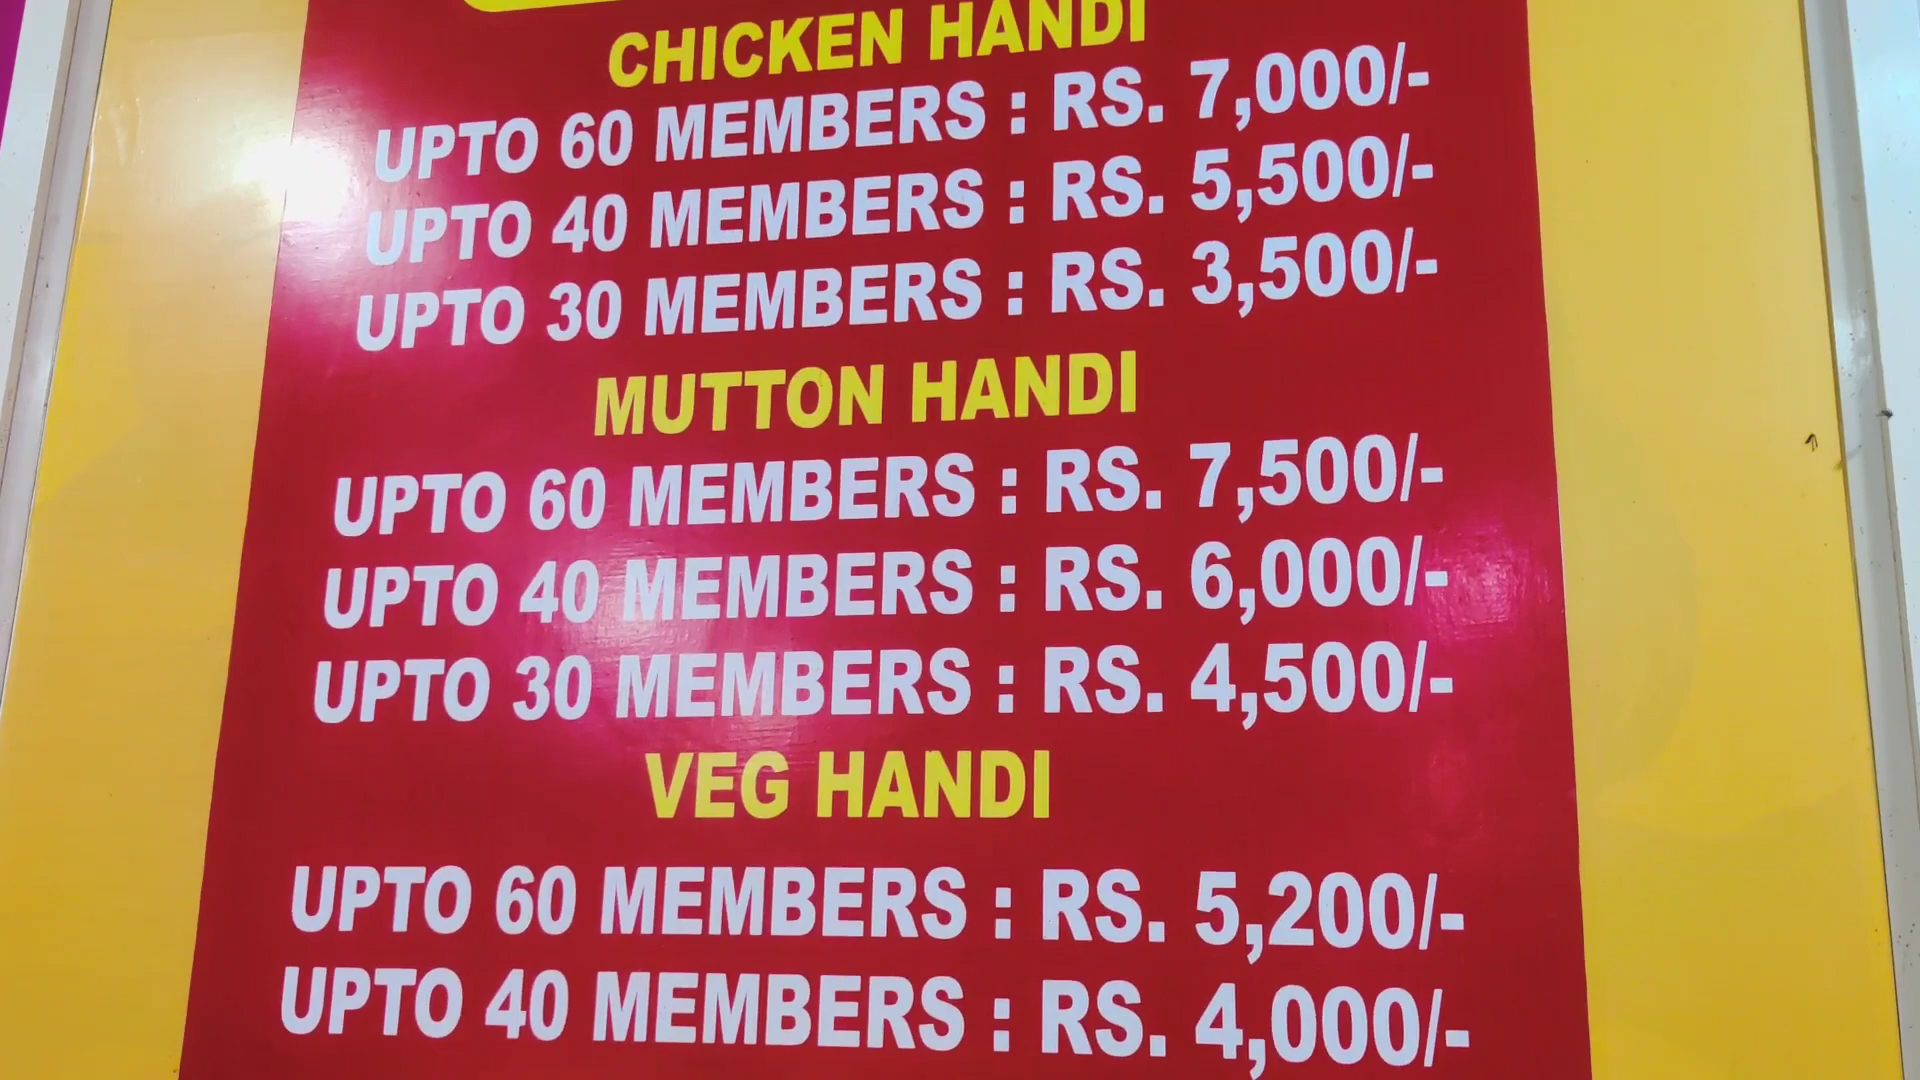 CHICKEN HANDI
UPTO 60 MEMBERS : RS. 7,000/-
UPTO 40 MEMBERS : RS. 5,500/-
UPTO 30 MEMBERS : RS. 3,500/-
MUTTON HANDI
UPTO 60 MEMBERS : RS. 7,500/-
UPTO 40 MEMBERS : RS. 6,000/-
UPTO 30 MEMBERS : RS. 4,500/-
VEG HANDI
UPTO 60 MEMBERS : RS. 5,200/-
UPTO 40 MEMBERS : RS. 4,000/-